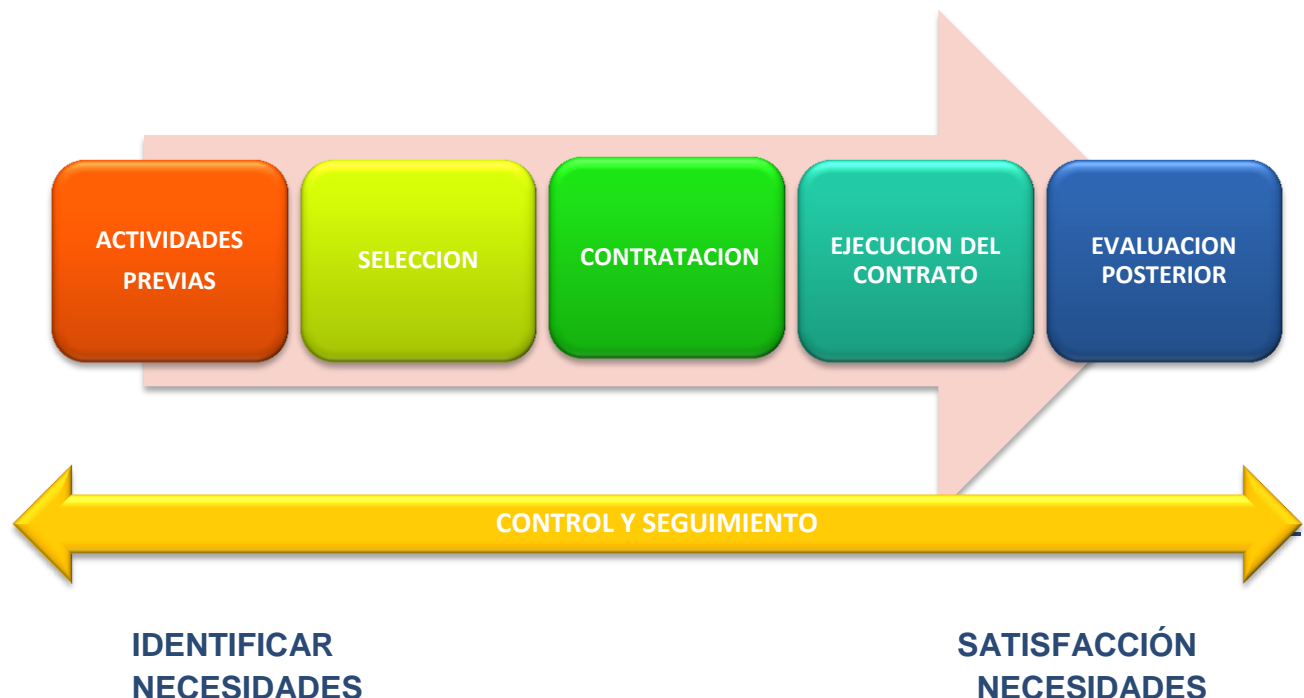 ACTIVIDADES
PREVIAS
SELECCION
CONTRATACION
EJECUCION DEL
CONTRATO
EVALUACION
POSTERIOR
CONTROL Y SEGUIMIENTO
IDENTIFICAR
NECESIDADES
SATISFACCIÓN
NECESIDADES